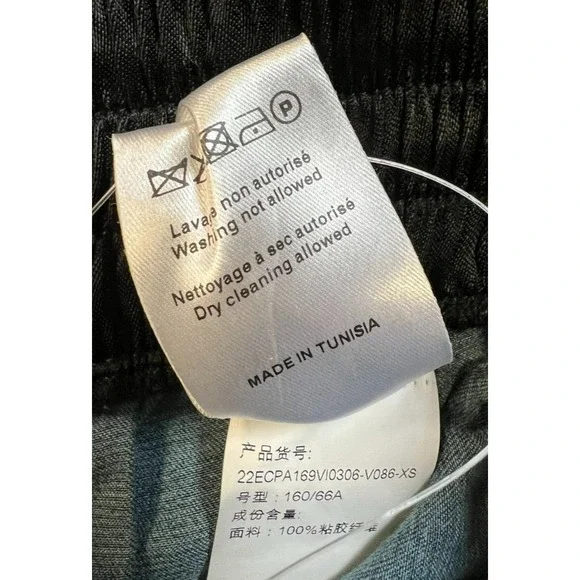 P
Lavage non autorisé
Washing not allowed
Nettoyage à sec autorisé
Dry cleaning allowed
MADE IN TUNISIA
产品货号:
22ECPA169VI0306-V086-XS
号型: 160/66A
成份含量:
面料: 100%粘胶纤